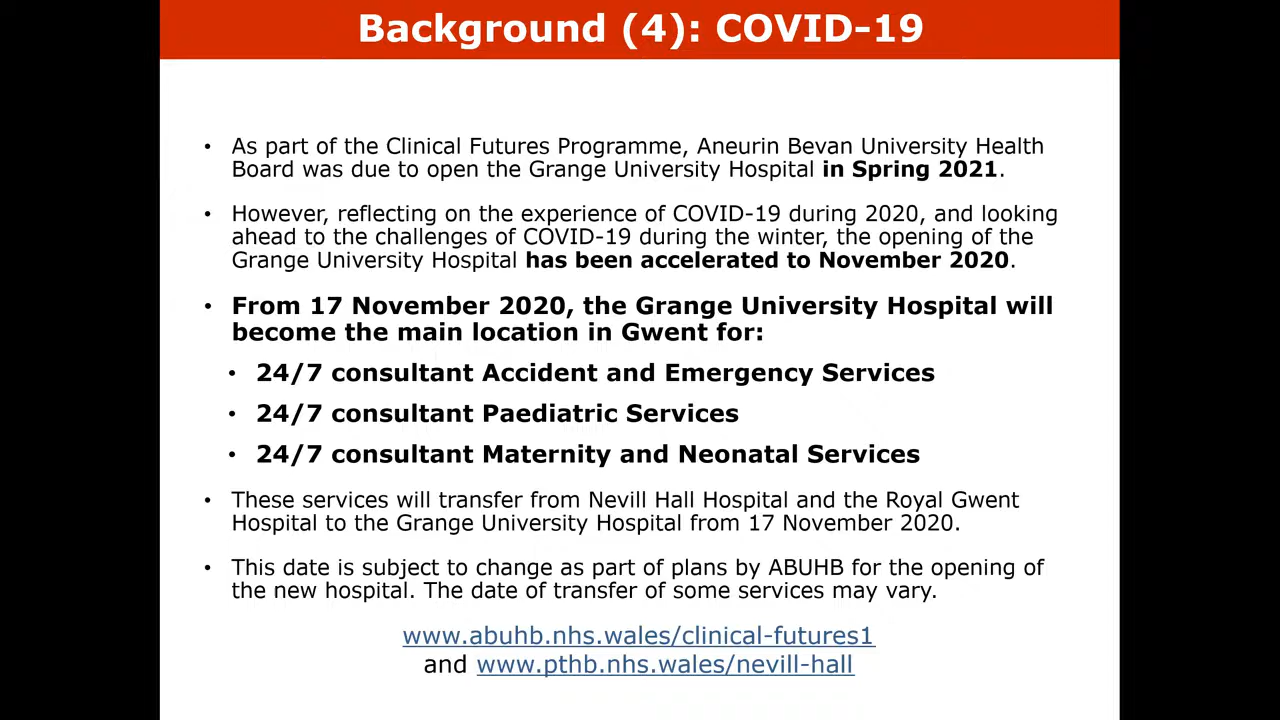 Background (4): COVID-19
• As part of the Clinical Futures Programme, Aneurin Bevan University Health
Board was due to open the Grange University Hospital in Spring 2021.
• However, reflecting on the experience of COVID-19 during 2020, and looking
ahead to the challenges of COVID-19 during the winter, the opening of the
Grange University Hospital has been accelerated to November 2020.
• From 17 November 2020, the Grange University Hospital will
become the main location in Gwent for:
• 24/7 consultant Accident and Emergency Services
• 24/7 consultant Paediatric Services
• 24/7 consultant Maternity and Neonatal Services
• These services will transfer from Nevill Hall Hospital and the Royal Gwent
Hospital to the Grange University Hospital from 17 November 2020.
• This date is subject to change as part of plans by ABUHB for the opening of
the new hospital. The date of transfer of some services may vary.
www.abuhb.nhs.wales/clinical-futures1
and www.pthb.nhs.wales/nevill-hall